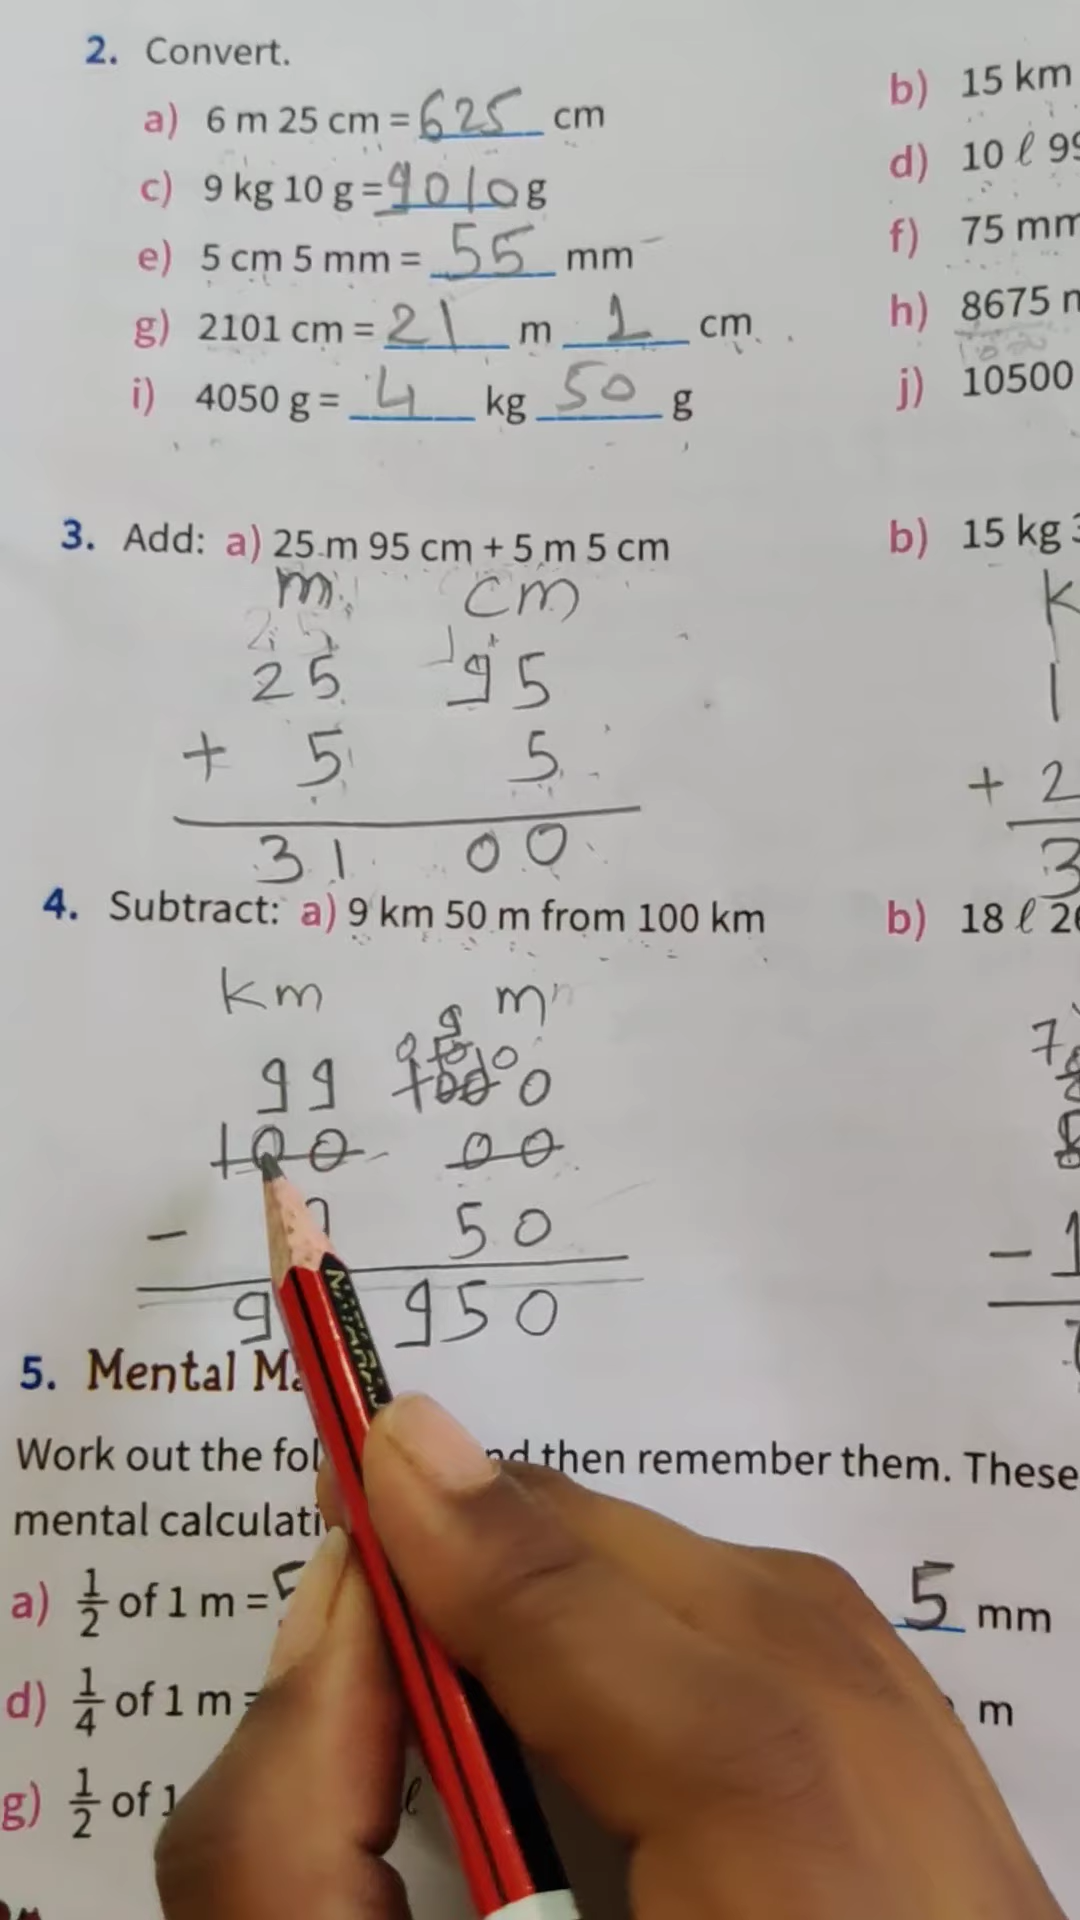 2. Convert.
a) 6 m 25 cm = 625 cm
b) 15 km
c) 9 kg 10 g = 9010 g
d) 10 ℓ
e) 5 cm 5 mm = 55 mm
f) 75 mm
g) 2101 cm = 21 m 1 cm
h) 8675
i) 4050 g = 4 kg 50 g
j) 10500
3. Add: a) 25 m 95 cm + 5 m 5 cm
b) 15 kg
m cm
25 95
+ 5 5
31 00
4. Subtract: a) 9 km 50 m from 100 km
b) 18 ℓ
km m
99 1000
100 00
- 50
9 950
5. Mental
Work out the then remember them. These
mental
a) 1/2 of 1 m = 5
5 mm
d) 1/4 of 1 m =
m
g) 1/2 of 1
ℓ
NATARAJ